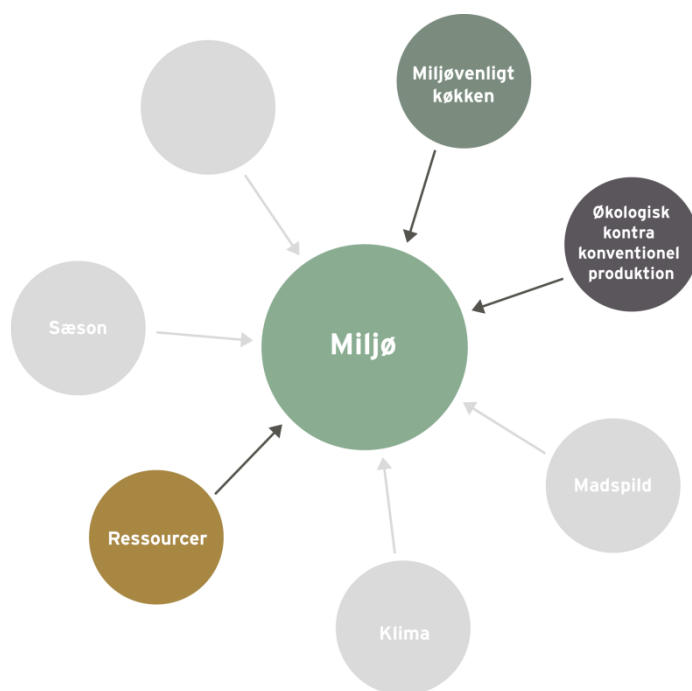 Miljøvenligt
køkken
Økologisk
kontra
konventionel
produktion
Sæson
Miljø
Madspild
Ressourcer
Klima